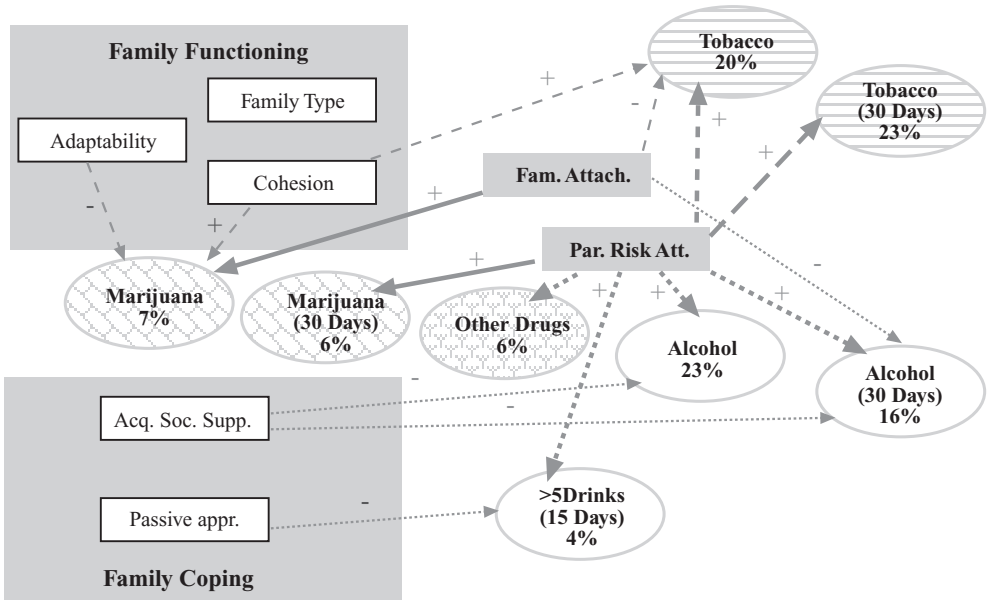 Family Functioning
Family Type
Adaptability
Cohesion
-
+
+
-
+
+
+
Tobacco
20%
Tobacco
(30 Days)
23%
Fam. Attach.
Par. Risk Att.
+
+
+
+
-
Marijuana
7%
Marijuana
(30 Days)
6%
Other Drugs
6%
Alcohol
23%
Alcohol
(30 Days)
16%
-
-
Acq. Soc. Supp.
-
Passive appr.
>5Drinks
(15 Days)
4%
Family Coping